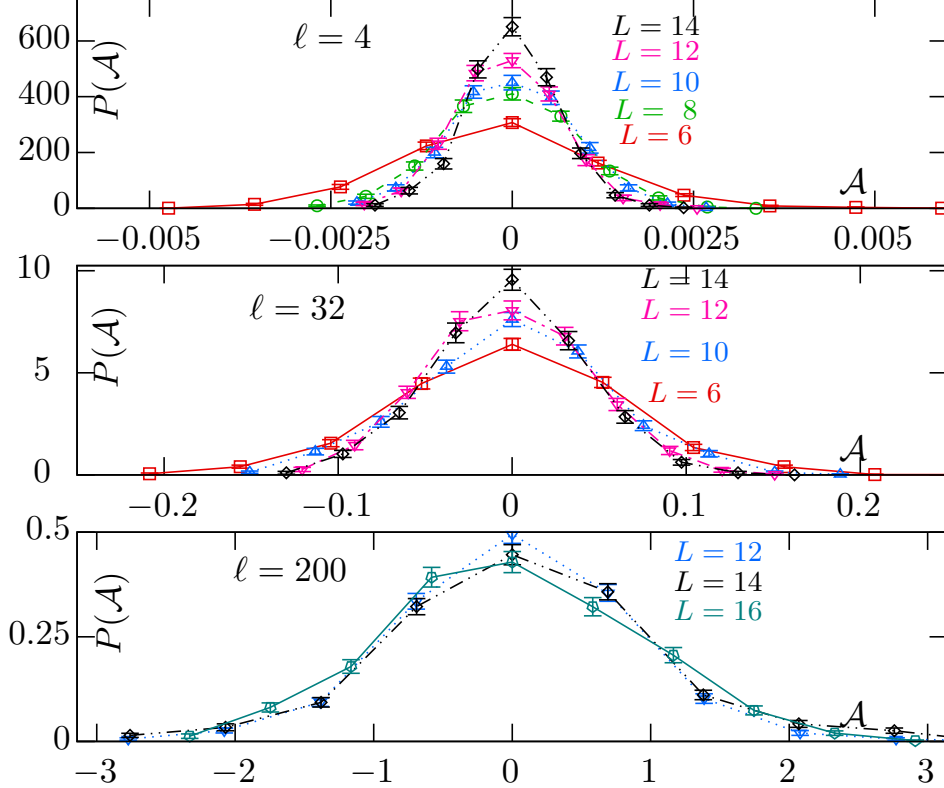 ℓ = 4
L = 14
L = 12
L = 10
L = 8
L = 6
P(𝒜)
600
400
200
0
𝒜
−0.005
−0.0025
0
0.0025
0.005
ℓ = 32
L = 14
L = 12
L = 10
L = 6
P(𝒜)
10
5
0
𝒜
−0.2
−0.1
0
0.1
0.2
ℓ = 200
L = 12
L = 14
L = 16
P(𝒜)
0.5
0.25
0
𝒜
−3
−2
−1
0
1
2
3